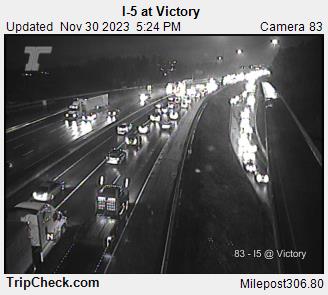 I-5 at Victory
Updated  Nov 30 2023  5:24 PM
Camera 83
83 - I5 @ Victory
TripCheck.com
Milepost306.80